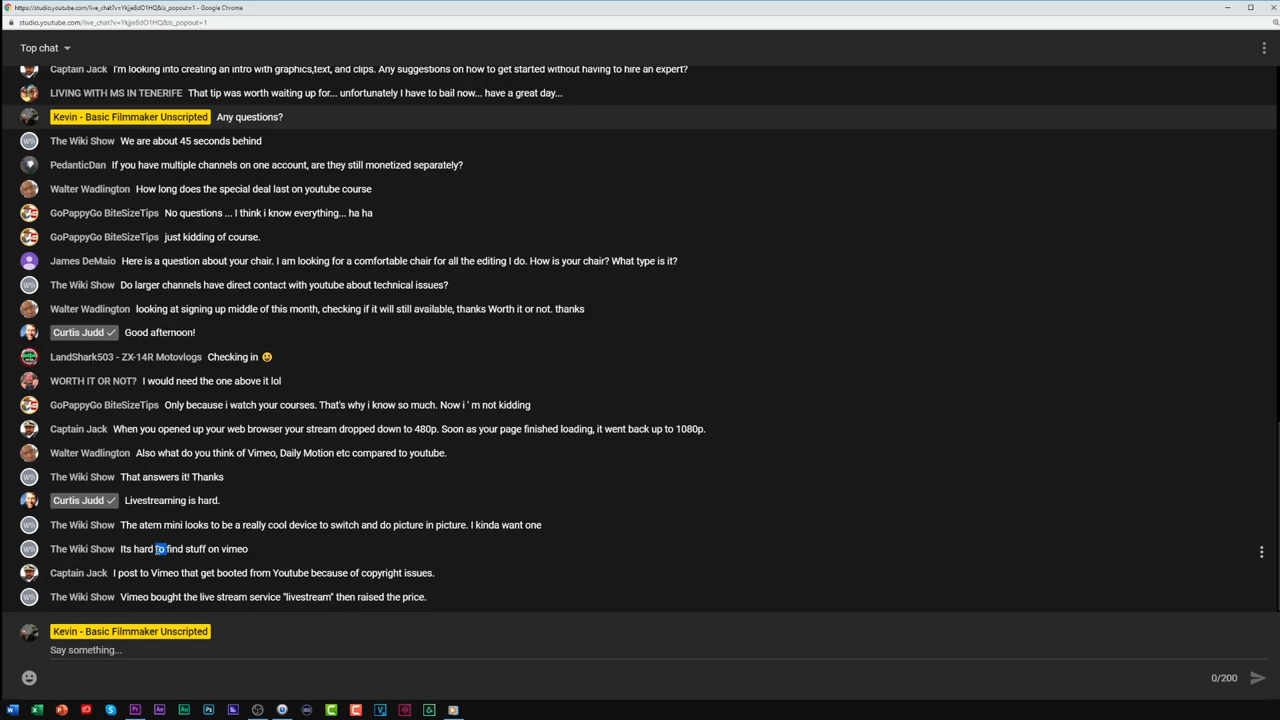 https://studio.youtube.com/live_chat?v=Ykjje8dO1HQ&is_popout=1 - Google Chrome
studio.youtube.com/live_chat?v=Ykjje8dO1HQ&is_popout=1
Top chat
Captain Jack I'm looking into creating an intro with graphics,text, and clips. Any suggestions on how to get started without having to hire an expert?
LIVING WITH MS IN TENERIFE That tip was worth waiting up for... unfortunately I have to bail now... have a great day...
Kevin - Basic Filmmaker Unscripted Any questions?
The Wiki Show We are about 45 seconds behind
PedanticDan If you have multiple channels on one account, are they still monetized separately?
Walter Wadlington How long does the special deal last on youtube course
GoPappyGo BiteSizeTips No questions ... I think i know everything... ha ha
GoPappyGo BiteSizeTips just kidding of course.
James DeMaio Here is a question about your chair. I am looking for a comfortable chair for all the editing I do. How is your chair? What type is it?
The Wiki Show Do larger channels have direct contact with youtube about technical issues?
Walter Wadlington looking at signing up middle of this month, checking if it will still available, thanks Worth it or not. thanks
Curtis Judd Good afternoon!
LandShark503 - ZX-14R Motovlogs Checking in 😃
WORTH IT OR NOT? I would need the one above it lol
GoPappyGo BiteSizeTips Only because i watch your courses. That's why i know so much. Now i ' m not kidding
Captain Jack When you opened up your web browser your stream dropped down to 480p. Soon as your page finished loading, it went back up to 1080p.
Walter Wadlington Also what do you think of Vimeo, Daily Motion etc compared to youtube.
The Wiki Show That answers it! Thanks
Curtis Judd Livestreaming is hard.
The Wiki Show The atem mini looks to be a really cool device to switch and do picture in picture. I kinda want one
The Wiki Show Its hard to find stuff on vimeo
Captain Jack I post to Vimeo that get booted from Youtube because of copyright issues.
The Wiki Show Vimeo bought the live stream service "livestream" then raised the price.
Kevin - Basic Filmmaker Unscripted
Say something...
0/200